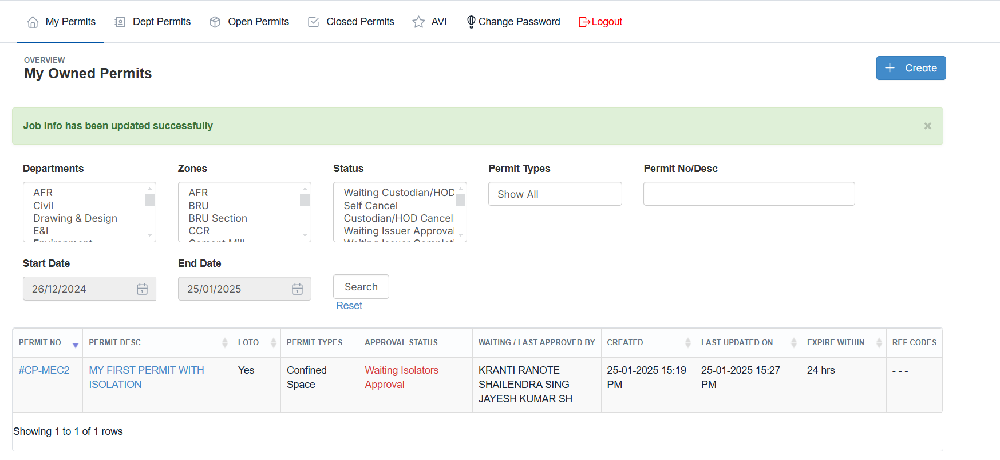 My Permits
Dept Permits
Open Permits
Closed Permits
AVI
Change Password
Logout
OVERVIEW
My Owned Permits
Create
Job info has been updated successfully
×
Departments
Zones
Status
Permit Types
Permit No/Desc
AFR
Civil
Drawing & Design
E&I
Environment
AFR
BRU
BRU Section
CCR
Cement Mill
Waiting Custodian/HOD
Self Cancel
Custodian/HOD Cancell
Waiting Issuer Approval
Waiting Issuer Completi
Show All
Start Date
End Date
26/12/2024
25/01/2025
Search
Reset
PERMIT NO
PERMIT DESC
LOTO
PERMIT TYPES
APPROVAL STATUS
WAITING / LAST APPROVED BY
CREATED
LAST UPDATED ON
EXPIRE WITHIN
REF CODES
#CP-MEC2
MY FIRST PERMIT WITH
ISOLATION
Yes
Confined
Space
Waiting Isolators
Approval
KRANTI RANOTE
SHAILENDRA SING
JAYESH KUMAR SH
25-01-2025 15:19
PM
25-01-2025 15:27
PM
24 hrs
- - -
Showing 1 to 1 of 1 rows